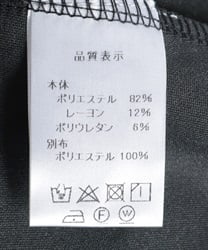 品質表示
本体
ポリエステル 82%
レーヨン 12%
ポリウレタン 6%
別布
ポリエステル 100%
F W